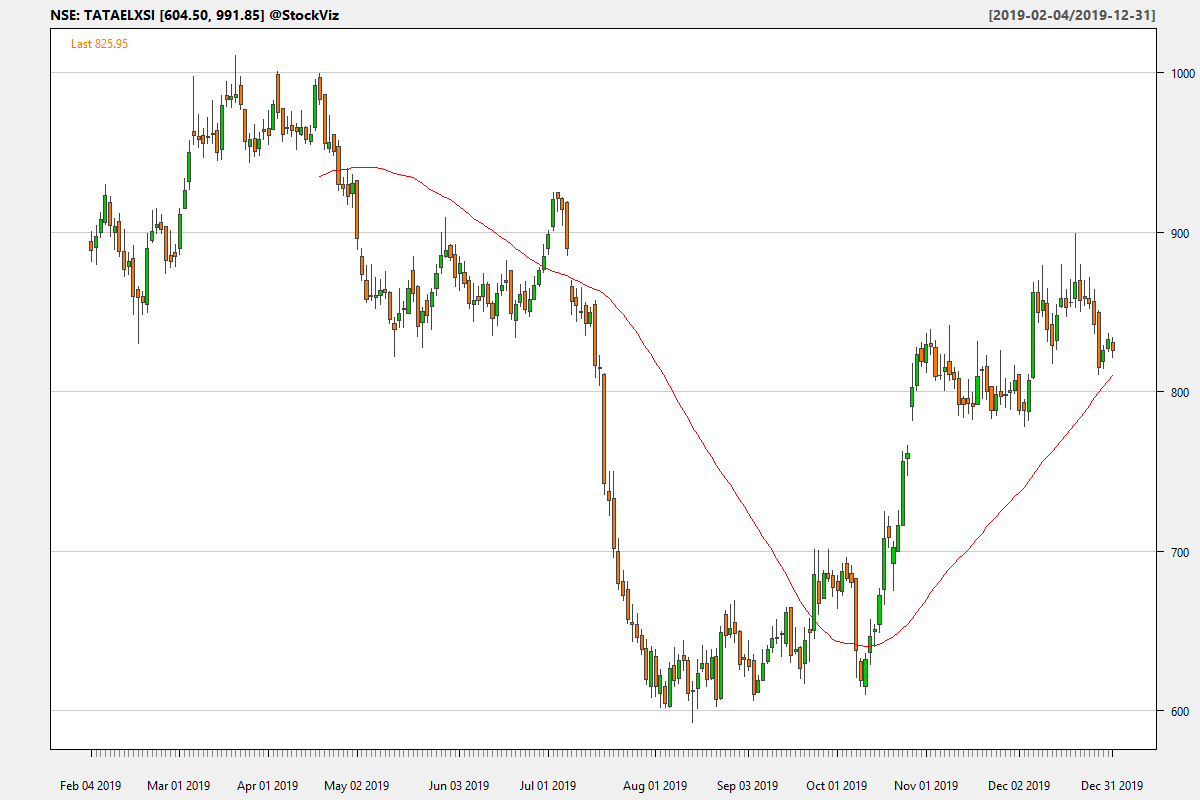 NSE: TATAELXSI [604.50, 991.85] @StockViz [2019-02-04/2019-12-31]
Last 825.95
1000
900
800
700
600
Feb 04 2019 Mar 01 2019 Apr 01 2019 May 02 2019 Jun 03 2019 Jul 01 2019 Aug 01 2019 Sep 03 2019 Oct 01 2019 Nov 01 2019 Dec 02 2019 Dec 31 2019